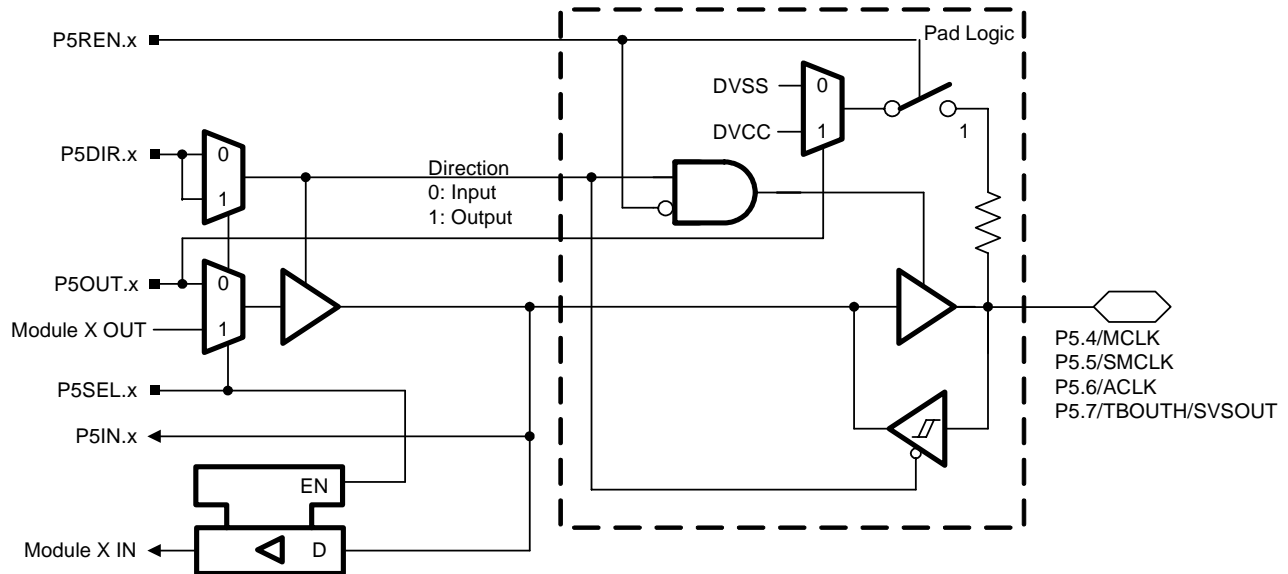 P5REN.x
Pad Logic
DVSS
0
DVCC
1
1
P5DIR.x
0
1
Direction
0: Input
1: Output
P5OUT.x
0
Module X OUT
1
P5.4/MCLK
P5.5/SMCLK
P5.6/ACLK
P5.7/TBOUTH/SVSOUT
P5SEL.x
P5IN.x
EN
Module X IN
D